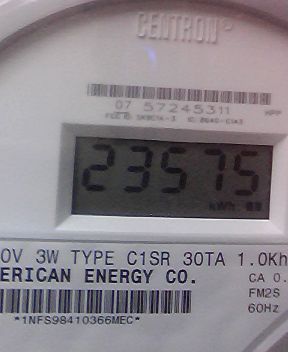 CENTRON
07 57245311
23575
kWh
0V 3W TYPE C1SR 30TA 1.0Kh
ERICAN ENERGY CO.
CA 0.
FM2S
60Hz
*1NFS98410366MEC*